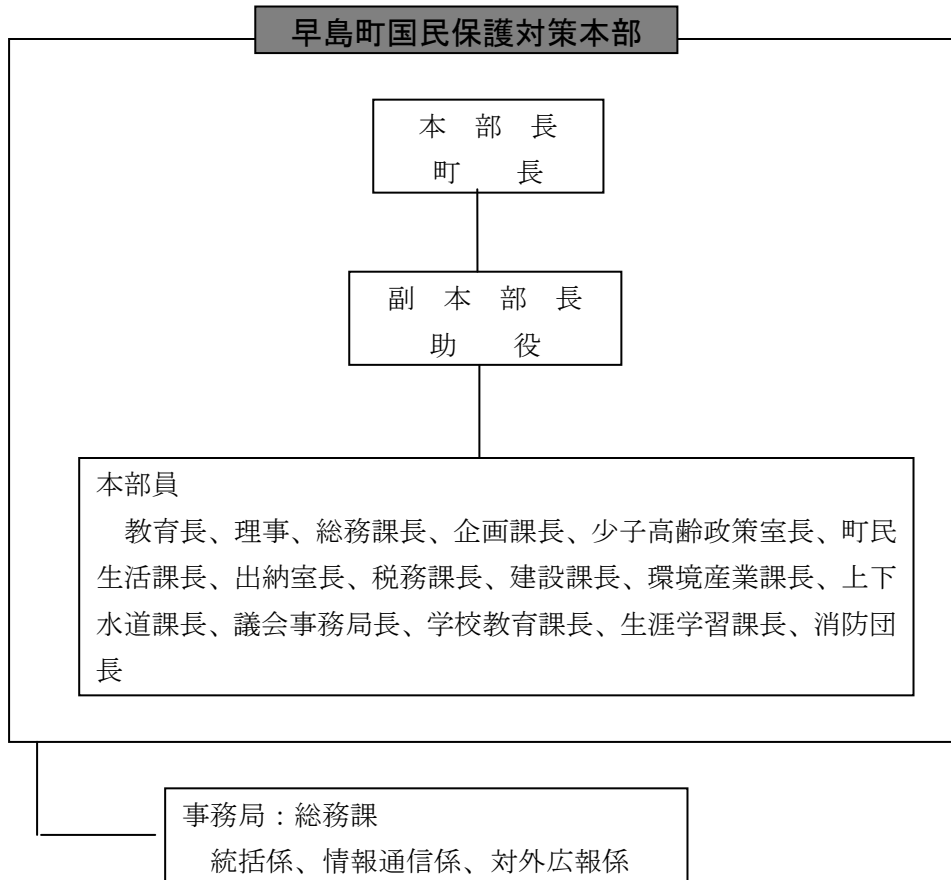 早島町国民保護対策本部
本 部 長
町 長
副 本 部 長
助 役
本部員
教育長、理事、総務課長、企画課長、少子高齢政策室長、町民
生活課長、出納室長、税務課長、建設課長、環境産業課長、上下
水道課長、議会事務局長、学校教育課長、生涯学習課長、消防団
長
事務局：総務課
統括係、情報通信係、対外広報係